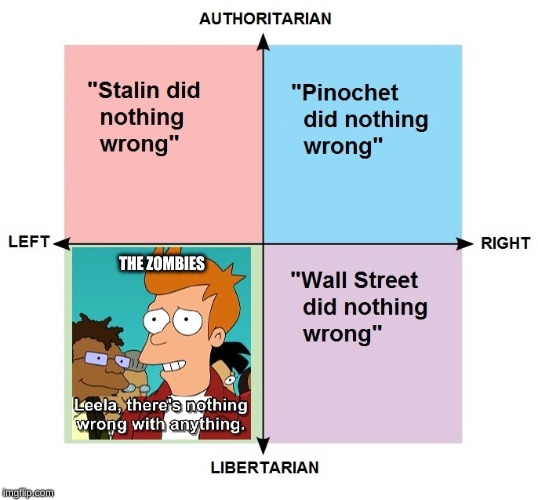 AUTHORITARIAN
"Stalin did
nothing
wrong"
"Pinochet
did nothing
wrong"
LEFT
RIGHT
THE ZOMBIES
Leela, there's nothing
wrong with anything.
"Wall Street
did nothing
wrong"
LIBERTARIAN
imgflip.com